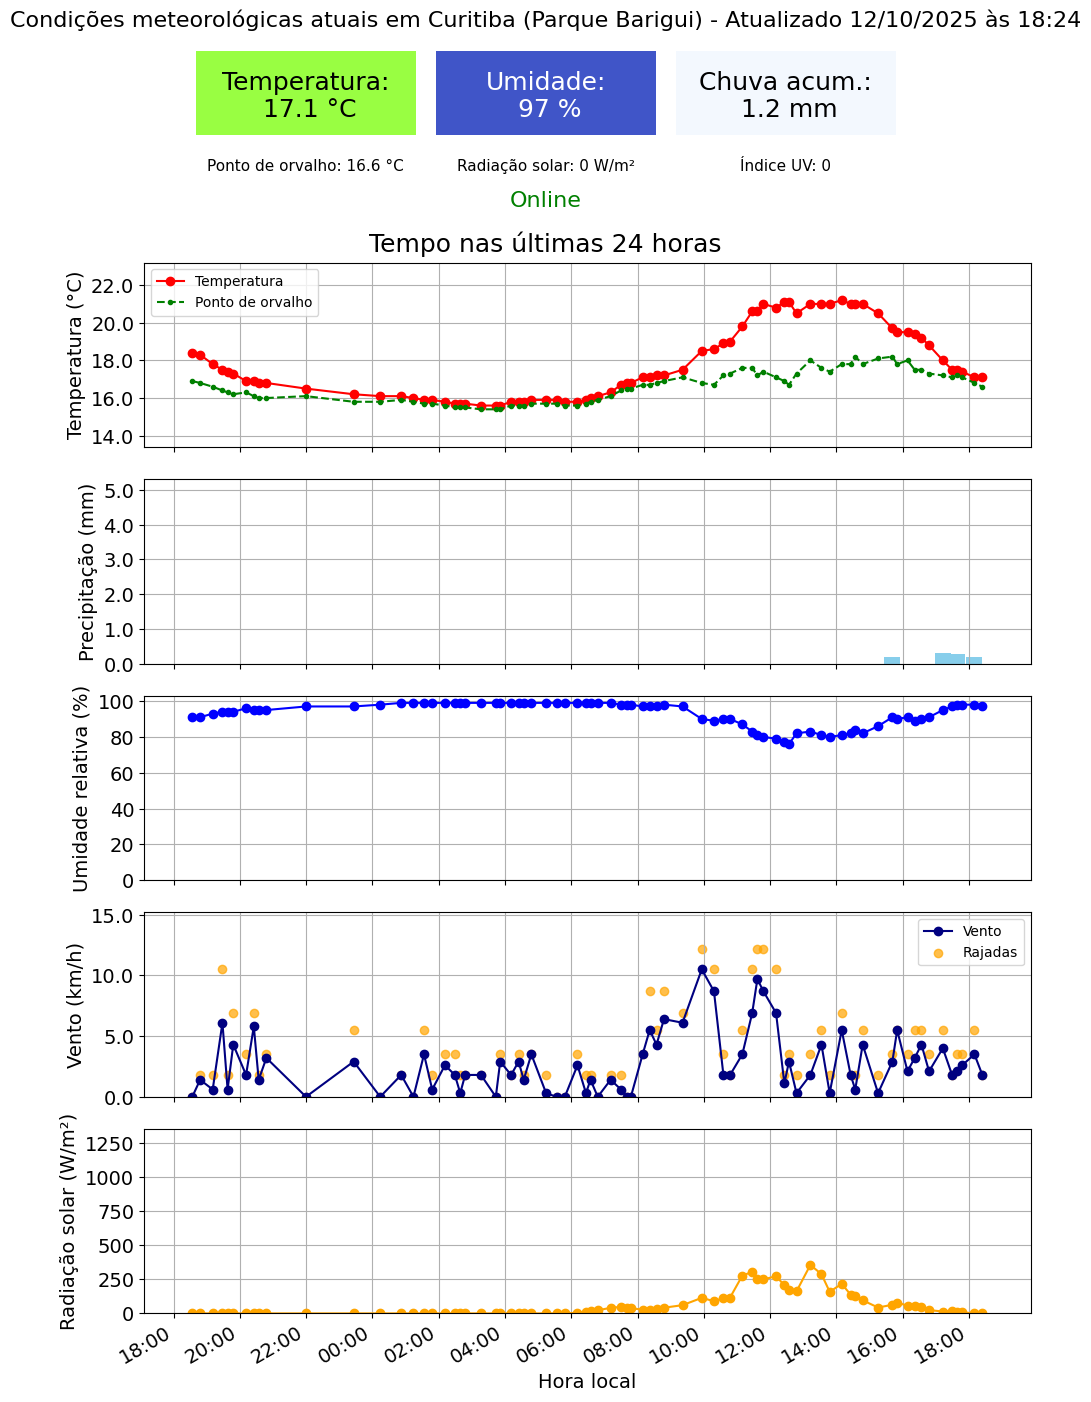 Condições meteorológicas atuais em Curitiba (Parque Barigui) - Atualizado 12/10/2025 às 18:24
Temperatura:
17.1 °C
Umidade:
97 %
Chuva acum.:
1.2 mm
Ponto de orvalho: 16.6 °C
Radiação solar: 0 W/m²
Índice UV: 0
Online
Tempo nas últimas 24 horas
Temperatura (°C)
22.0
20.0
18.0
16.0
14.0
Temperatura
Ponto de orvalho
Precipitação (mm)
5.0
4.0
3.0
2.0
1.0
0.0
Umidade relativa (%)
100
80
60
40
20
0
Vento (km/h)
15.0
10.0
5.0
0.0
Vento
Rajadas
Radiação solar (W/m²)
1250
1000
750
500
250
0
18:00
20:00
22:00
00:00
02:00
04:00
06:00
08:00
10:00
12:00
14:00
16:00
18:00
Hora local